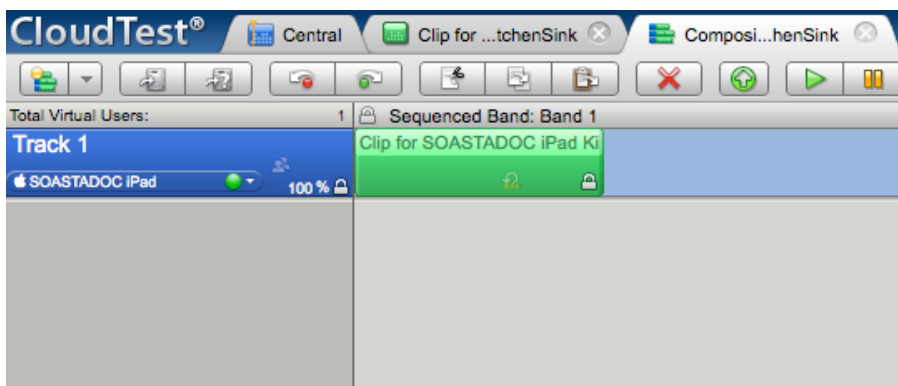 CloudTest®
Central
Clip for ...tchenSink
Composi...henSink
Total Virtual Users: 1
Sequenced Band: Band 1
Track 1
Clip for SOASTADOC iPad Ki
SOASTADOC iPad
100 %